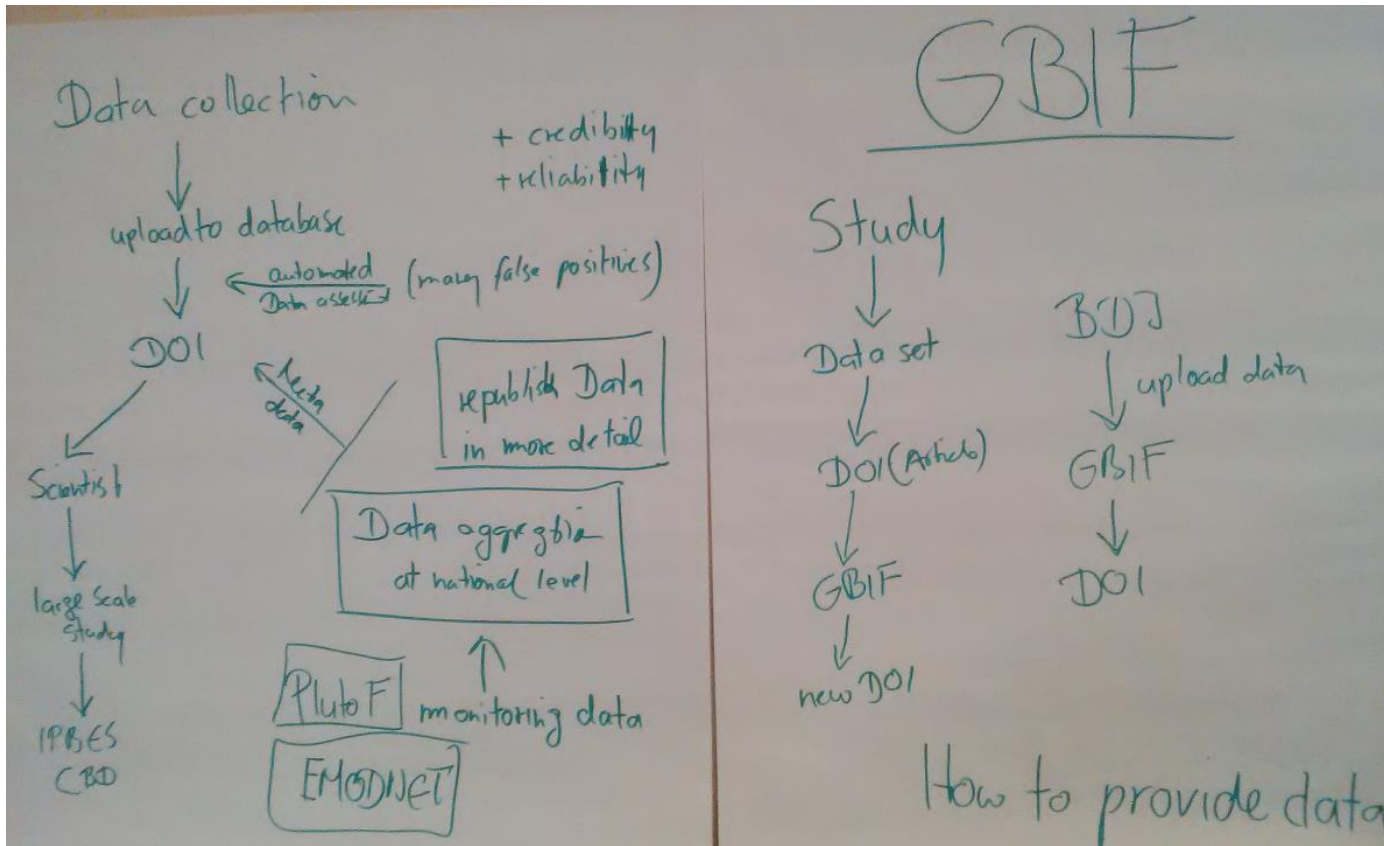 Data collection
+ credibility
+ reliability
upload to database
automated
Data assessed
(many false positives)
DOI
Meta
data
republish Data
in more detail
Scientist
Data aggregation
at national level
large Scale
Study
PlutoF
monitoring data
IPBES
CBD
EMODNET
GBIF
Study
Data set
DOI (Article)
GBIF
new DOI
BDJ
upload data
GBIF
DOI
How to provide data